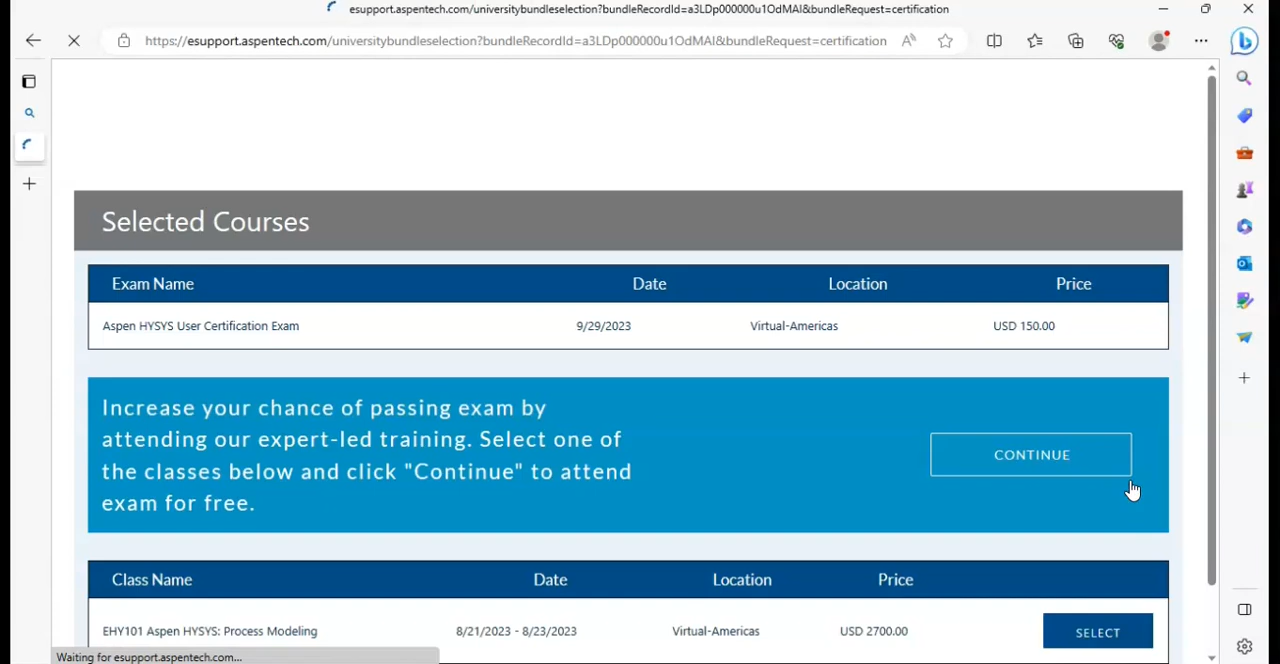 esupport.aspentech.com/universitybundleselection?bundleRecordId=a3LDp000000u1OdMAI&bundleRequest=certification
https://esupport.aspentech.com/universitybundleselection?bundleRecordId=a3LDp000000u1OdMAI&bundleRequest=certification
Selected Courses
Exam Name Date Location Price
Aspen HYSYS User Certification Exam 9/29/2023 Virtual-Americas USD 150.00
Increase your chance of passing exam by
attending our expert-led training. Select one of
the classes below and click "Continue" to attend
exam for free.
CONTINUE
Class Name Date Location Price
EHY101 Aspen HYSYS: Process Modeling 8/21/2023 - 8/23/2023 Virtual-Americas USD 2700.00 SELECT
Waiting for esupport.aspentech.com...